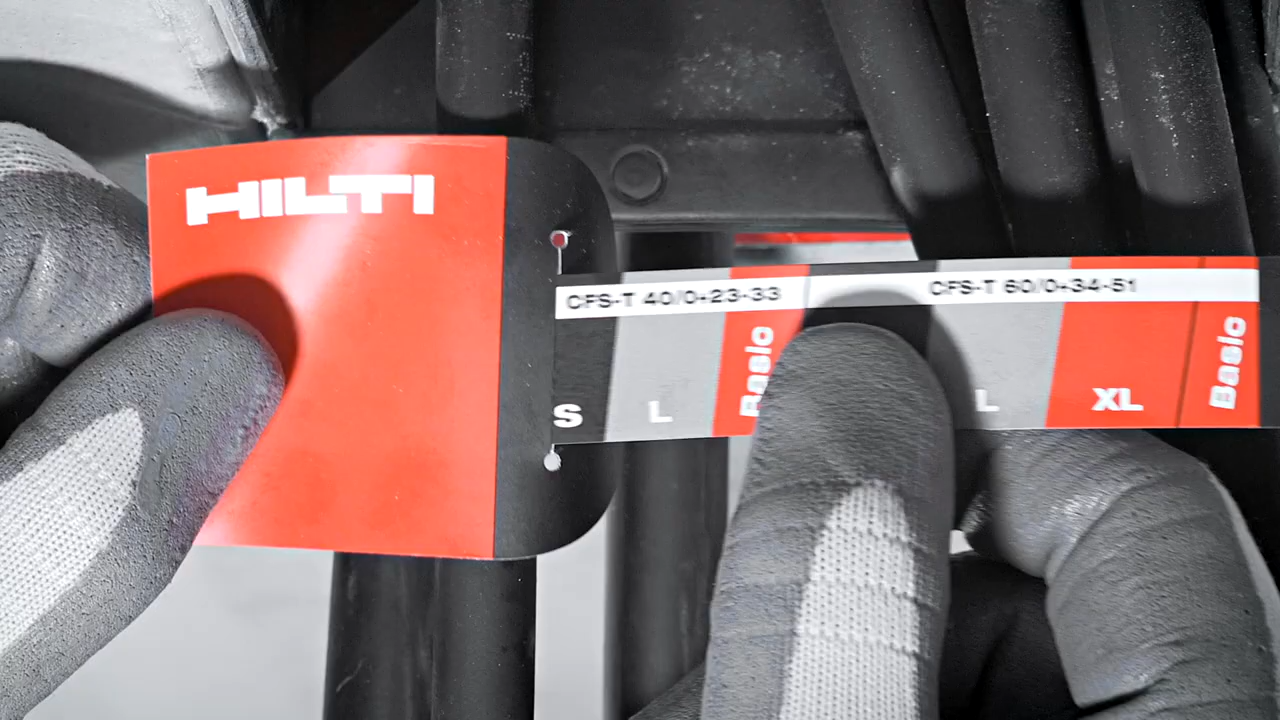 HILTI
CFS-T 40/0+23-33
CFS-T 60/0+34-51
S
L
Basic
L
XL
Basic